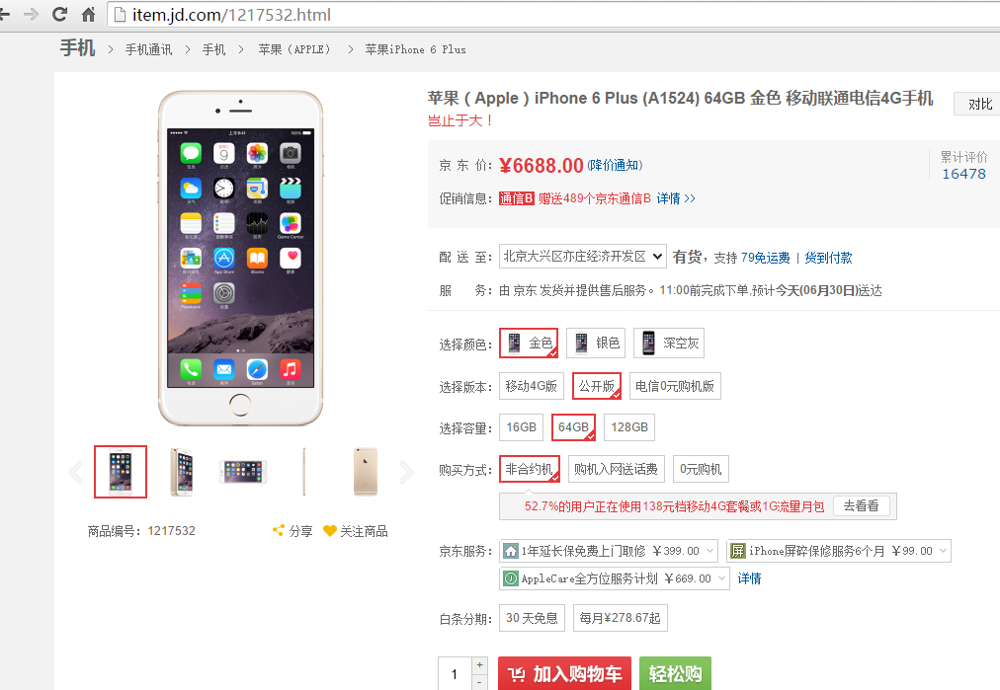 item.jd.com/1217532.html
手机 > 手机通讯 > 手机 > 苹果（APPLE） > 苹果iPhone 6 Plus
苹果（Apple）iPhone 6 Plus (A1524) 64GB 金色 移动联通电信4G手机
对比
岂止于大！
京 东 价： ¥6688.00 (降价通知)
累计评价
16478
促销信息： 通信B 赠送489个京东通信B 详情 >>
配 送 至： 北京大兴区亦庄经济开发区 有货，支持 79免运费 | 货到付款
服 务： 由 京东 发货并提供售后服务。11:00前完成下单,预计今天(06月30日)送达
选择颜色： 金色 银色 深空灰
选择版本： 移动4G版 公开版 电信0元购机版
选择容量： 16GB 64GB 128GB
购买方式： 非合约机 购机入网送话费 0元购机
52.7%的用户正在使用138元档移动4G套餐或1G流量月包 去看看
商品编号：1217532 分享 关注商品
京东服务： 1年延长保免费上门取修 ￥399.00 屏 iPhone屏碎保修服务6个月 ￥99.00
AppleCare全方位服务计划 ￥669.00 详情
白条分期： 30 天免息 每月¥278.67起
1 + - 加入购物车 轻松购